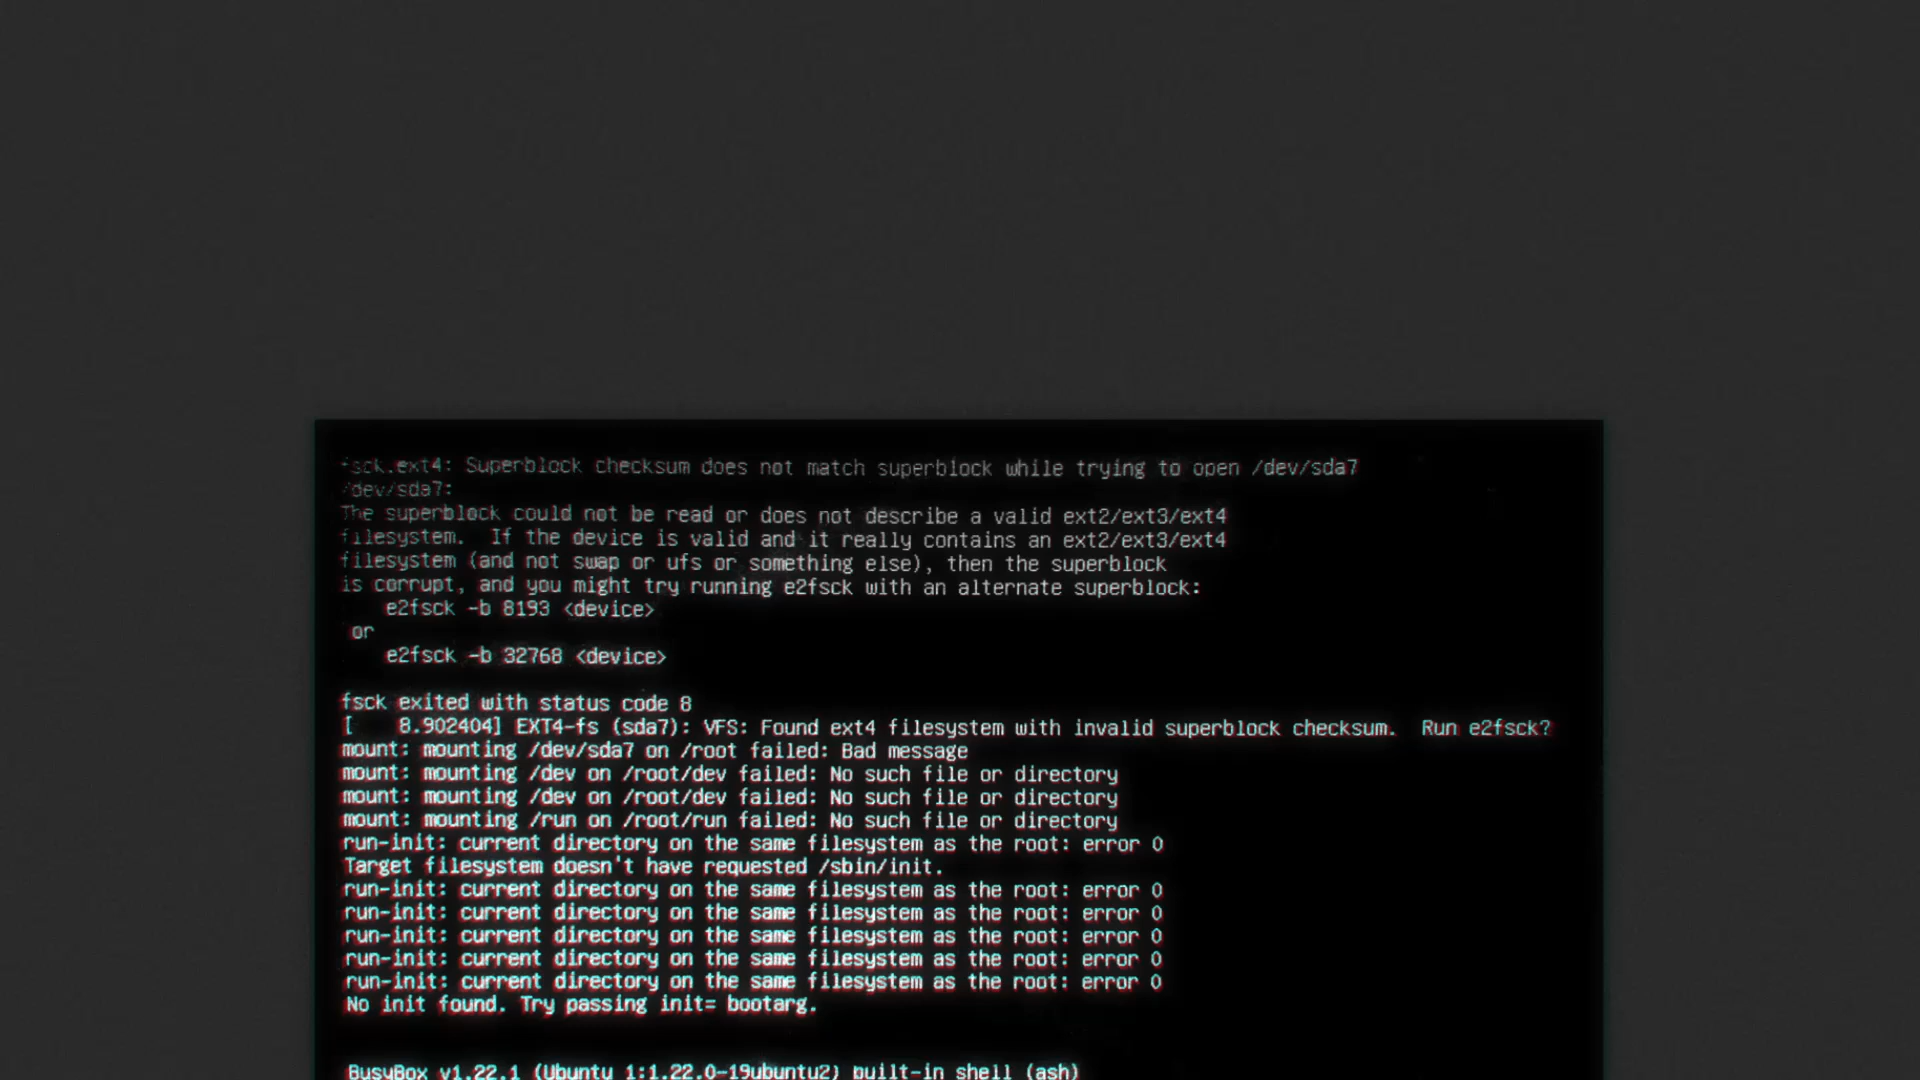 fsck.ext4: Superblock checksum does not match superblock while trying to open /dev/sda7
/dev/sda7:
The superblock could not be read or does not describe a valid ext2/ext3/ext4
filesystem.  If the device is valid and it really contains an ext2/ext3/ext4
filesystem (and not swap or ufs or something else), then the superblock
is corrupt, and you might try running e2fsck with an alternate superblock:
    e2fsck -b 8193 <device>
 or
    e2fsck -b 32768 <device>
fsck exited with status code 8
[    8.902404] EXT4-fs (sda7): VFS: Found ext4 filesystem with invalid superblock checksum.  Run e2fsck?
mount: mounting /dev/sda7 on /root failed: Bad message
mount: mounting /dev on /root/dev failed: No such file or directory
mount: mounting /dev on /root/dev failed: No such file or directory
mount: mounting /run on /root/run failed: No such file or directory
run-init: current directory on the same filesystem as the root: error 0
Target filesystem doesn't have requested /sbin/init.
run-init: current directory on the same filesystem as the root: error 0
run-init: current directory on the same filesystem as the root: error 0
run-init: current directory on the same filesystem as the root: error 0
run-init: current directory on the same filesystem as the root: error 0
run-init: current directory on the same filesystem as the root: error 0
No init found. Try passing init= bootarg.
BusyBox v1.22.1 (Ubuntu 1:1.22.0-19ubuntu2) built-in shell (ash)